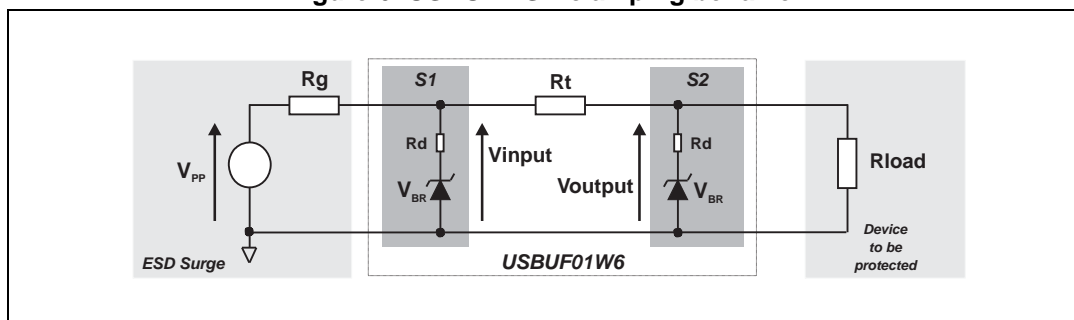 S1
S2
Rg
Rt
Rd
Rd
Vinput
Voutput
Rload
VPP
VBR
VBR
Device
to be
protected
ESD Surge
USBUF01W6